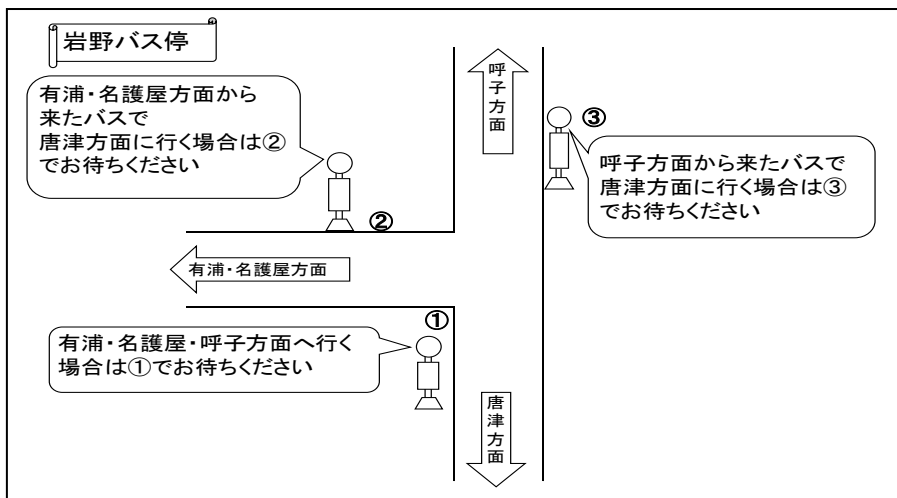 岩野バス停
有浦・名護屋方面から
来たバスで
唐津方面に行く場合は②
でお待ちください
②
呼子方面
③
呼子方面から来たバスで
唐津方面に行く場合は③
でお待ちください
有浦・名護屋方面
①
有浦・名護屋・呼子方面へ行く
場合は①でお待ちください
唐津方面